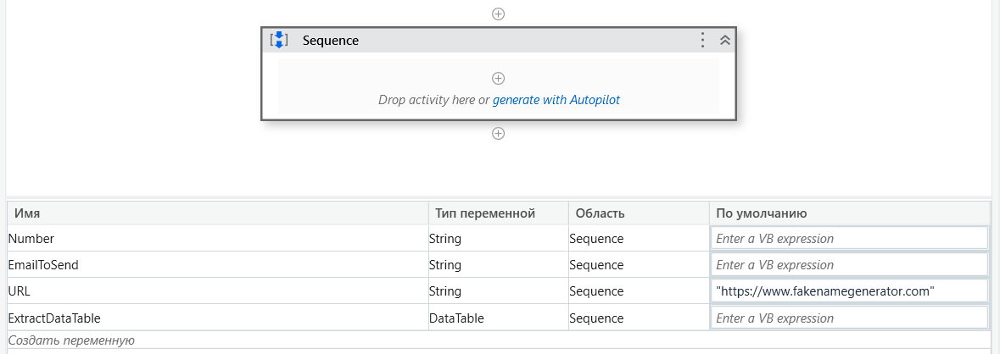 Sequence
Drop activity here or generate with Autopilot
Имя Тип переменной Область По умолчанию
Number String Sequence Enter a VB expression
EmailToSend String Sequence Enter a VB expression
URL String Sequence "https://www.fakenamegenerator.com"
ExtractDataTable DataTable Sequence Enter a VB expression
Создать переменную